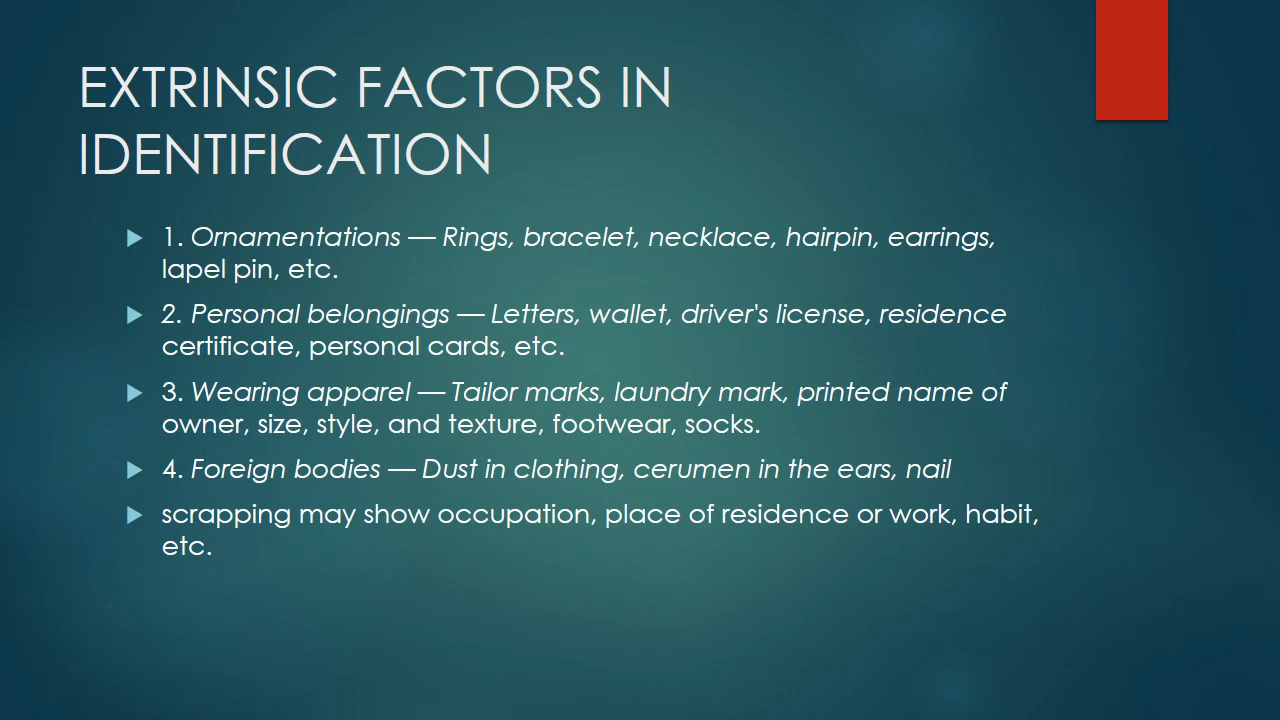 EXTRINSIC FACTORS IN
IDENTIFICATION
1. Ornamentations — Rings, bracelet, necklace, hairpin, earrings,
lapel pin, etc.
2. Personal belongings — Letters, wallet, driver's license, residence
certificate, personal cards, etc.
3. Wearing apparel — Tailor marks, laundry mark, printed name of
owner, size, style, and texture, footwear, socks.
4. Foreign bodies — Dust in clothing, cerumen in the ears, nail
scrapping may show occupation, place of residence or work, habit,
etc.